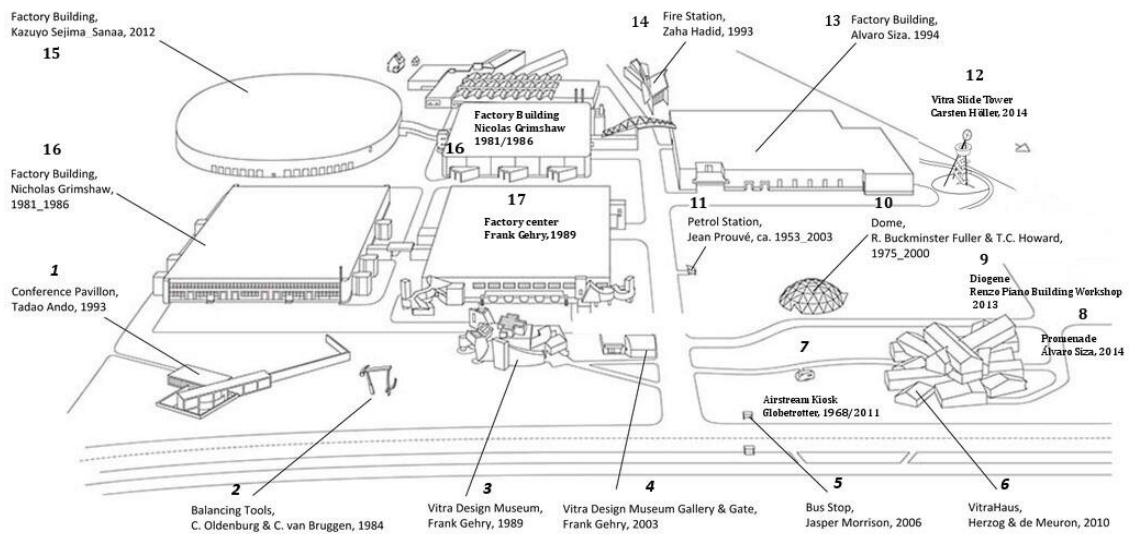 Factory Building,
Kazuyo Sejima_Sanaa, 2012
15
14
Fire Station,
Zaha Hadid, 1993
13
Factory Building,
Alvaro Siza. 1994
12
Vitra Slide Tower
Carsten Höller, 2014
Factory Building
Nicolas Grimshaw
1981/1986
16
16
Factory Building,
Nicholas Grimshaw,
1981_1986
17
Factory center
Frank Gehry, 1989
11
Petrol Station,
Jean Prouvé, ca. 1953_2003
10
Dome,
R. Buckminster Fuller & T.C. Howard,
1975_2000
9
Diogene
Renzo Piano Building Workshop
2013
1
Conference Pavillon,
Tadao Ando, 1993
8
Promenade
Álvaro Siza, 2014
7
Airstream Kiosk
Globetrotter, 1968/2011
2
Balancing Tools,
C. Oldenburg & C. van Bruggen, 1984
3
Vitra Design Museum,
Frank Gehry, 1989
4
Vitra Design Museum Gallery & Gate,
Frank Gehry, 2003
5
Bus Stop,
Jasper Morrison, 2006
6
VitraHaus,
Herzog & de Meuron, 2010